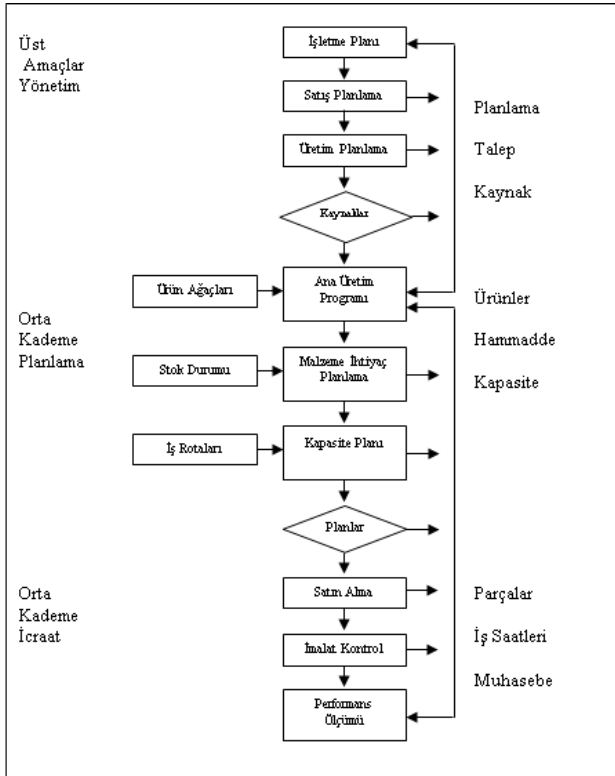 Üst
Amaçlar
Yönetim
İşletme Planı
Satış Planlama
Planlama
Üretim Planlama
Talep
Kaynaklar
Kaynak
Ürün Ağaçları
Ana Üretim
Programı
Ürünler
Orta
Kademe
Planlama
Hammadde
Stok Durumu
Malzeme İhtiyaç
Planlama
Kapasite
İş Rotaları
Kapasite Planı
Planlar
Orta
Kademe
İcraat
Satın Alma
Parçalar
İmalat Kontrol
İş Saatleri
Muhasebe
Performans
Ölçümü